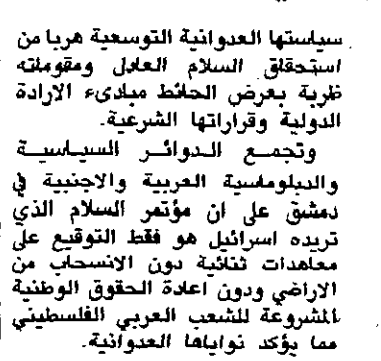 سياستها العدوانية التوسعية هربا من
استحقاق السلام العادل ومقوماته
ضاربة بعرض الحائط مبادىء الارادة
الدولية وقراراتها الشرعية.
وتجمع الدوائر السياسية
والدبلوماسية العربية والاجنبية في
دمشق على ان مؤتمر السلام الذي
تريده اسرائيل هو فقط التوقيع على
معاهدات ثنائية دون الانسحاب من
الاراضي ودون اعادة الحقوق الوطنية
المشروعة للشعب العربي الفلسطيني
مما يؤكد نواياها العدوانية.